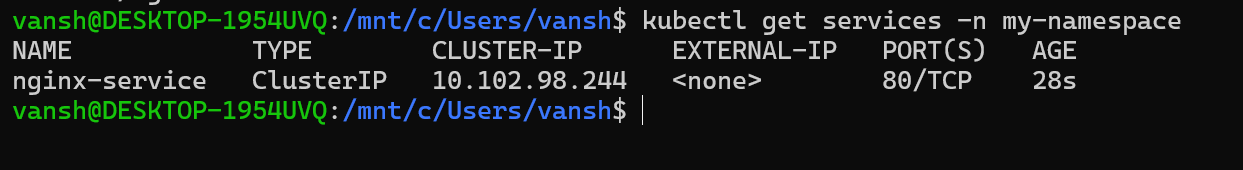 vansh@DESKTOP-1954UVQ:/mnt/c/Users/vansh$ kubectl get services -n my-namespace
NAME TYPE CLUSTER-IP EXTERNAL-IP PORT(S) AGE
nginx-service ClusterIP 10.102.98.244 <none> 80/TCP 28s
vansh@DESKTOP-1954UVQ:/mnt/c/Users/vansh$